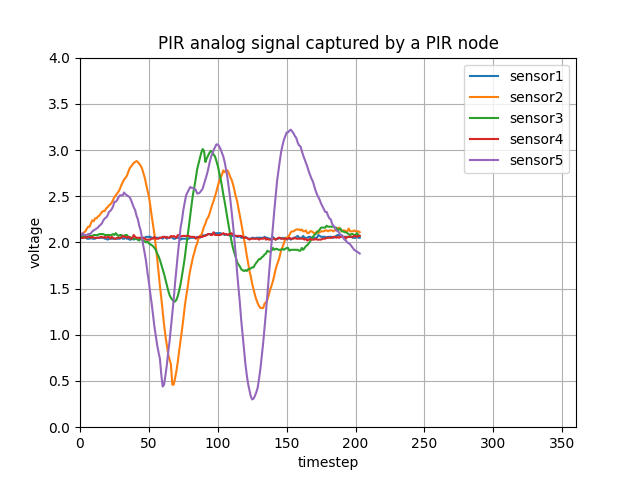 PIR analog signal captured by a PIR node
4.0
3.5
3.0
2.5
2.0
1.5
1.0
0.5
0.0
voltage
sensor1
sensor2
sensor3
sensor4
sensor5
0 50 100 150 200 250 300 350
timestep